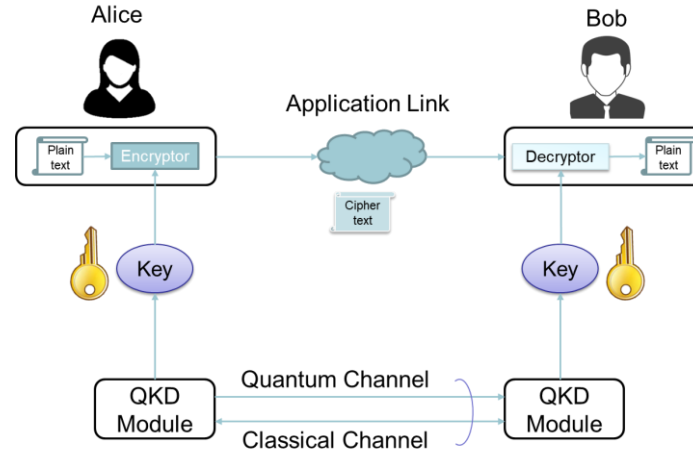 Alice
Bob
Application Link
Plain
text
Encryptor
Decryptor
Plain
text
Cipher
text
Key
Key
QKD
Module
Quantum Channel
Classical Channel
QKD
Module